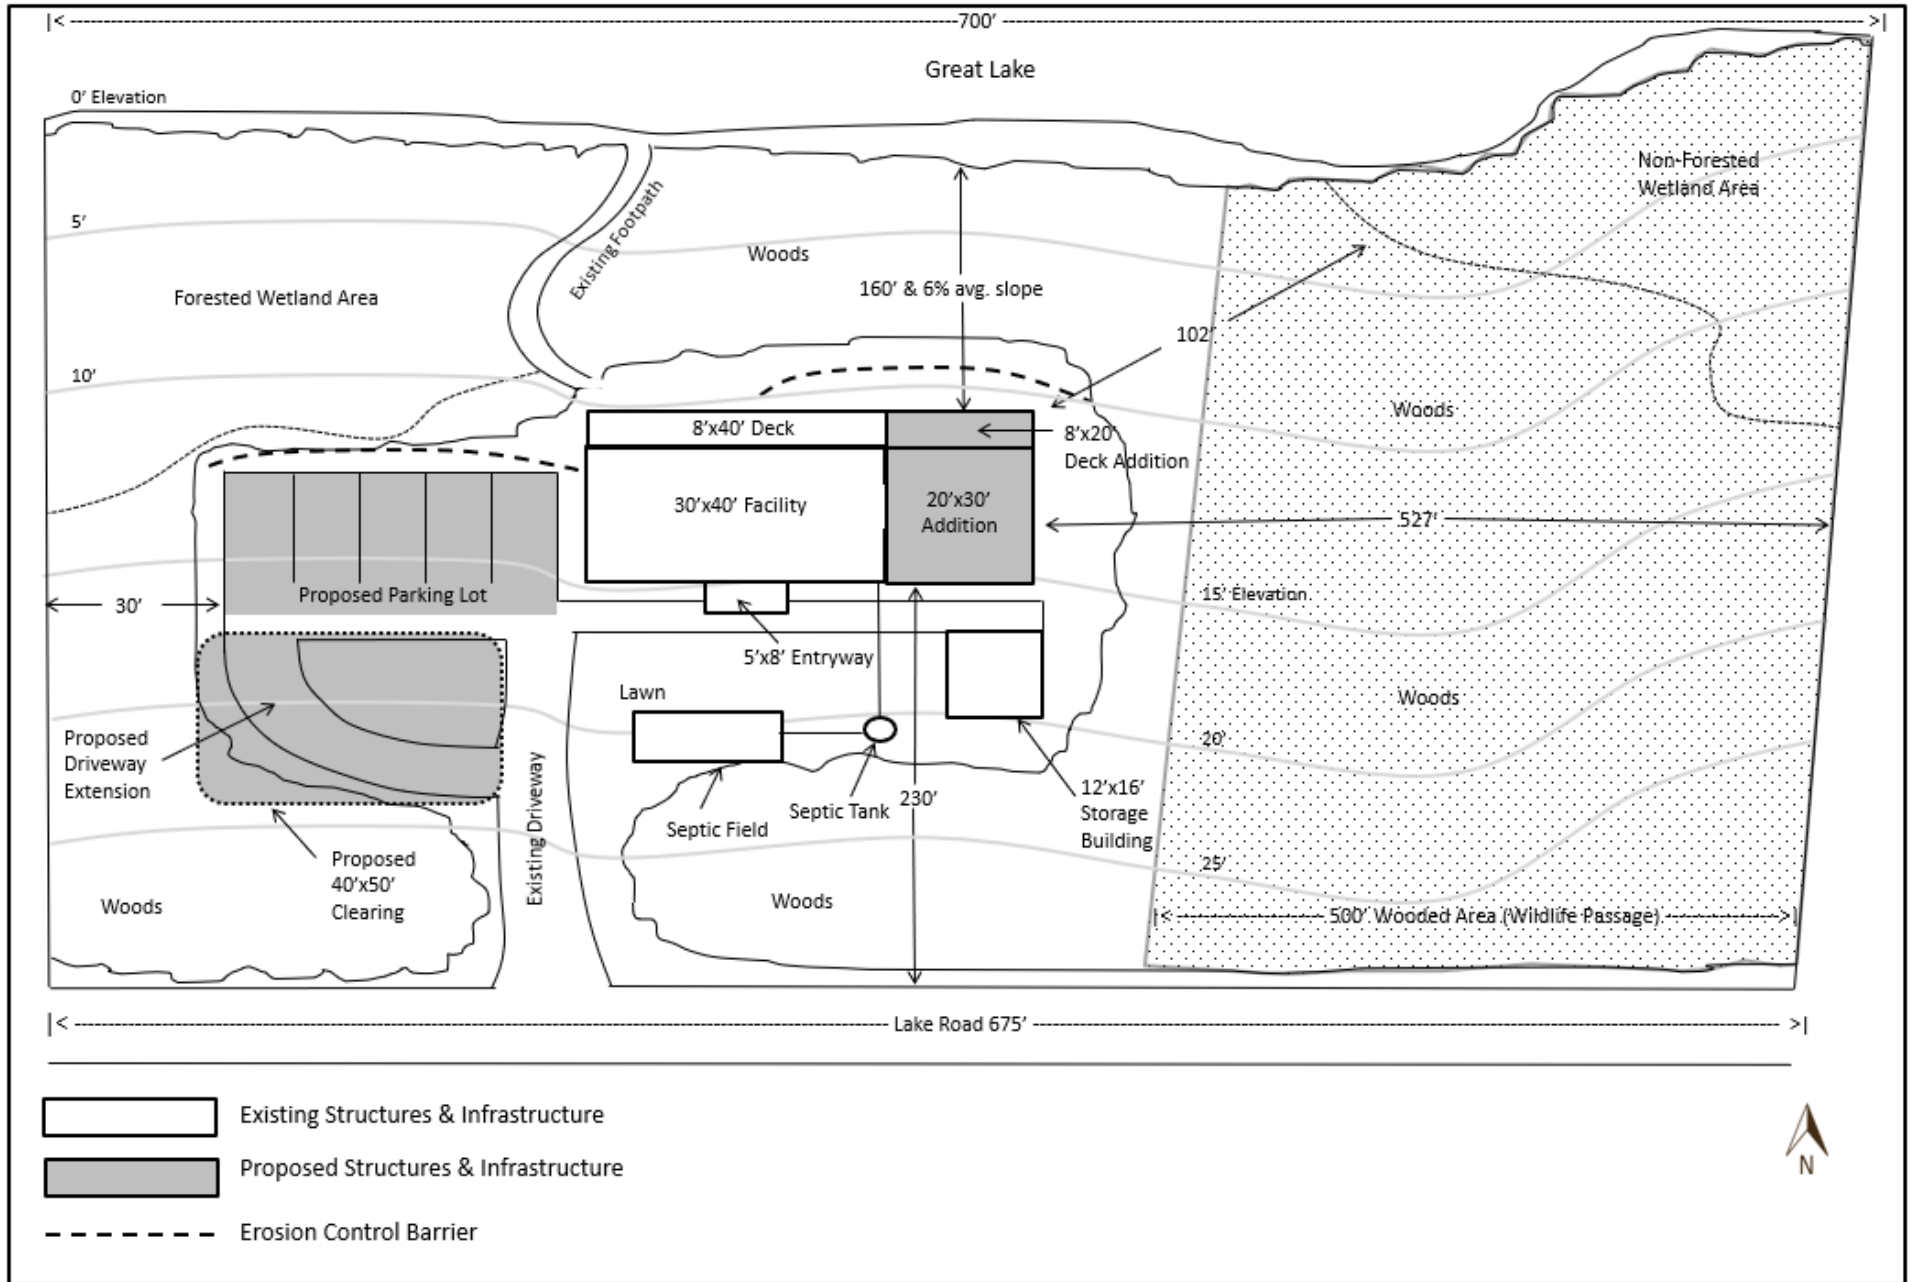 700'
Great Lake
0' Elevation
Non-Forested
Wetland Area
5'
Existing Footpath
Woods
Forested Wetland Area
160' & 6% avg. slope
102'
10'
Woods
8'x40' Deck
8'x20'
Deck Addition
30'x40' Facility
20'x30'
Addition
527'
Proposed Parking Lot
15' Elevation
30'
5'x8' Entryway
Lawn
Woods
Proposed
Driveway
Extension
20'
Existing Driveway
Septic Field
Septic Tank
230'
12'x16'
Storage
Building
Proposed
40'x50'
Clearing
25'
Woods
Woods
500' Wooded Area (Wildlife Passage)
Lake Road 675'
Existing Structures & Infrastructure
Proposed Structures & Infrastructure
Erosion Control Barrier
N